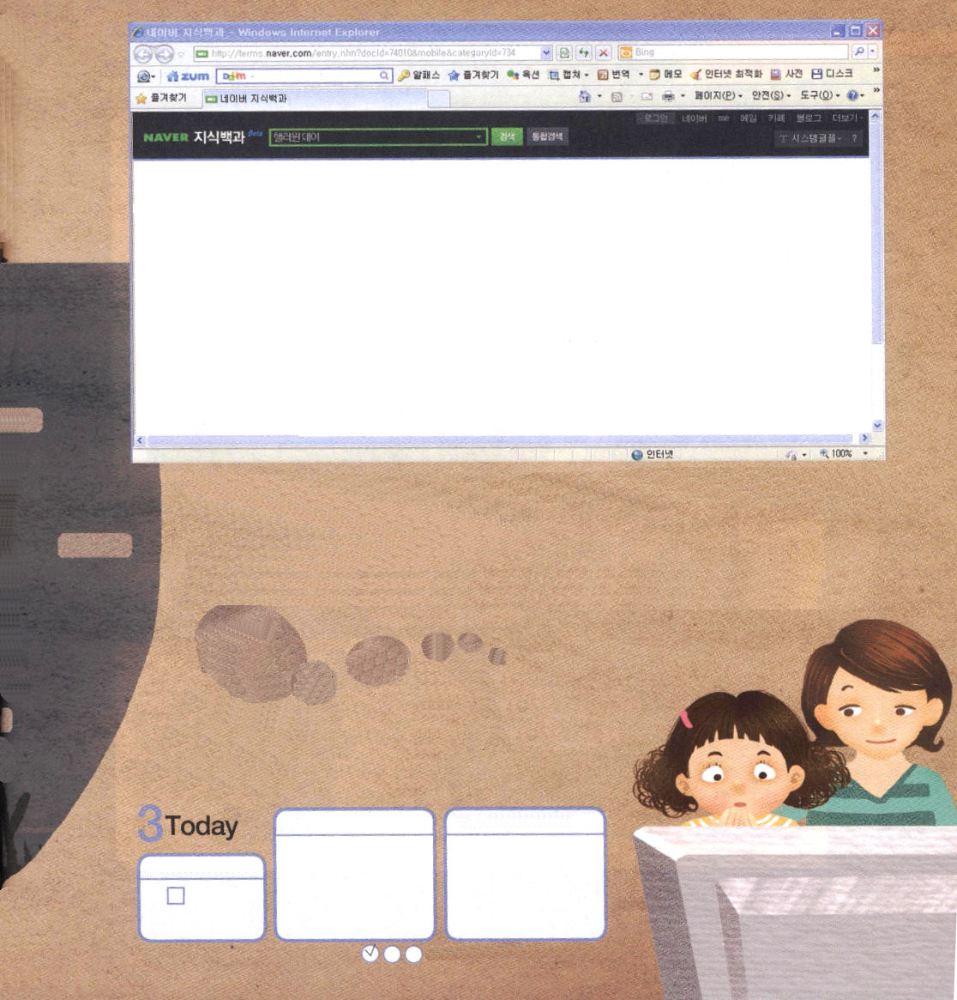 네이버 지식백과 - Windows Internet Explorer
http://terms.naver.com/entry.nhn?docId=74010&mobile&categoryId=734
Bing
zum
Daum
알패스
즐겨찾기
옥션
캡쳐
번역
메모
인터넷 최적화
사전
디스크
즐겨찾기
네이버 지식백과
페이지(P)
안전(S)
도구(O)
로그인 네이버 me 메일 카페 블로그 더보기
NAVER 지식백과 Beta
핼러윈 데이
검색
통합검색
시스템글꼴
?
인터넷
100%
3 Today